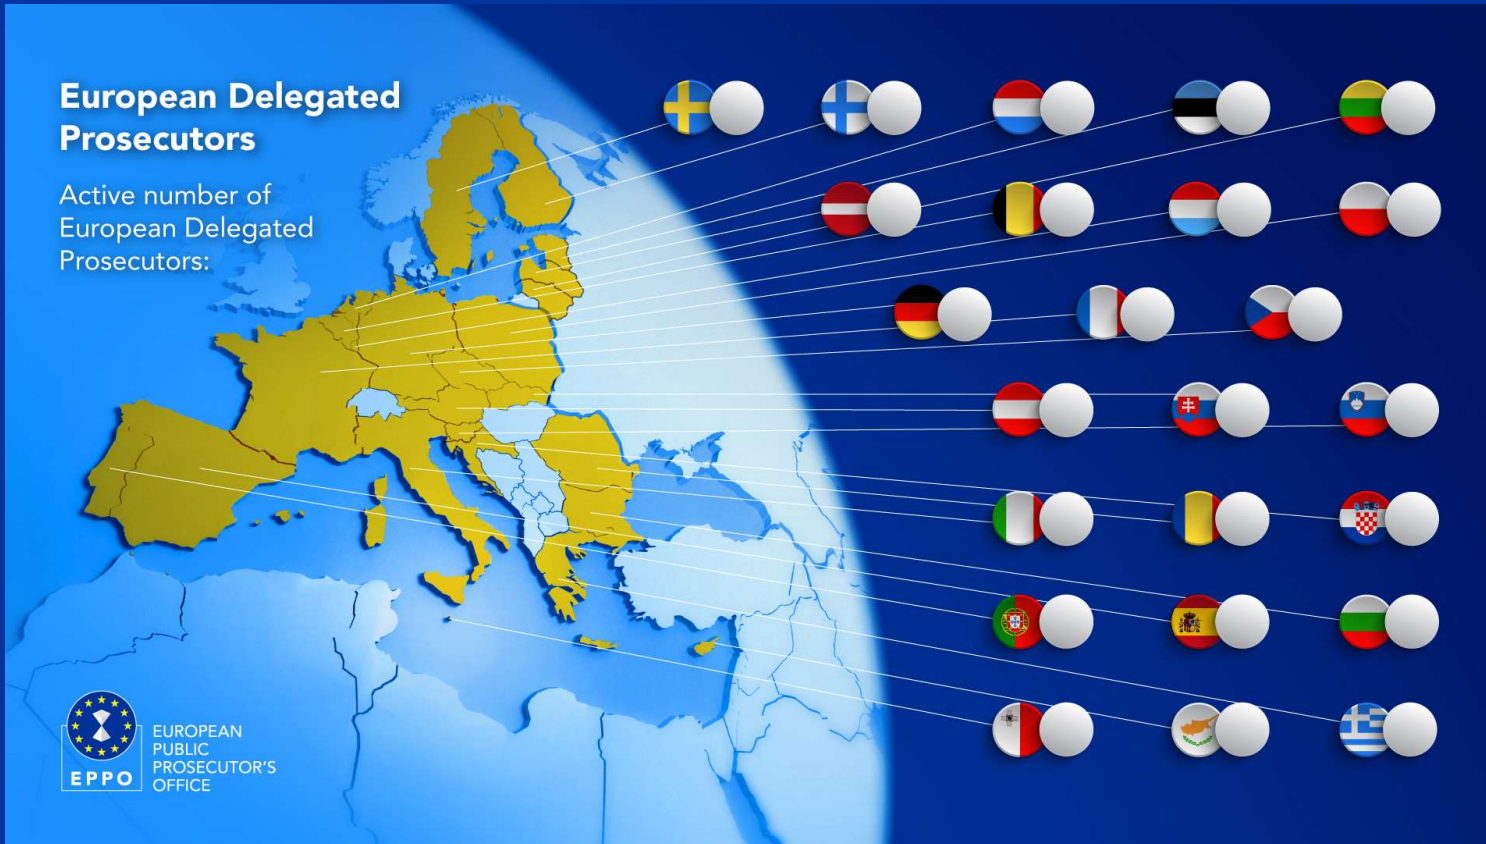 European Delegated
Prosecutors
Active number of
European Delegated
Prosecutors:
EPPO
EUROPEAN
PUBLIC
PROSECUTOR'S
OFFICE